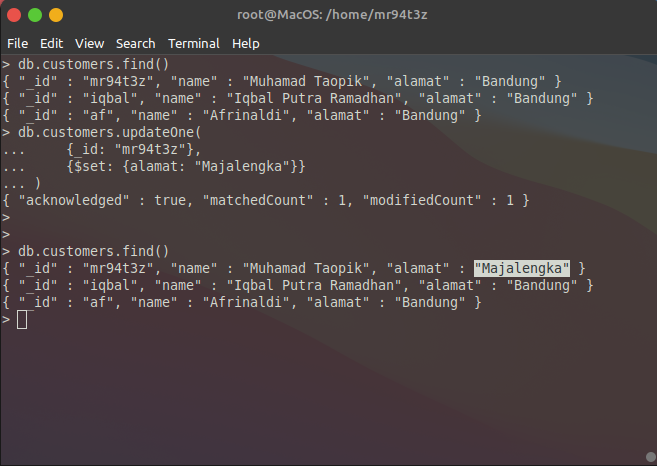 root@MacOS: /home/mr94t3z
File Edit View Search Terminal Help
> db.customers.find()
{ "_id" : "mr94t3z", "name" : "Muhamad Taopik", "alamat" : "Bandung" }
{ "_id" : "iqbal", "name" : "Iqbal Putra Ramadhan", "alamat" : "Bandung" }
{ "_id" : "af", "name" : "Afrinaldi", "alamat" : "Bandung" }
> db.customers.updateOne(
...     {_id: "mr94t3z"},
...     {$set: {alamat: "Majalengka"}}
... )
{ "acknowledged" : true, "matchedCount" : 1, "modifiedCount" : 1 }
>
>
> db.customers.find()
{ "_id" : "mr94t3z", "name" : "Muhamad Taopik", "alamat" : "Majalengka" }
{ "_id" : "iqbal", "name" : "Iqbal Putra Ramadhan", "alamat" : "Bandung" }
{ "_id" : "af", "name" : "Afrinaldi", "alamat" : "Bandung" }
>